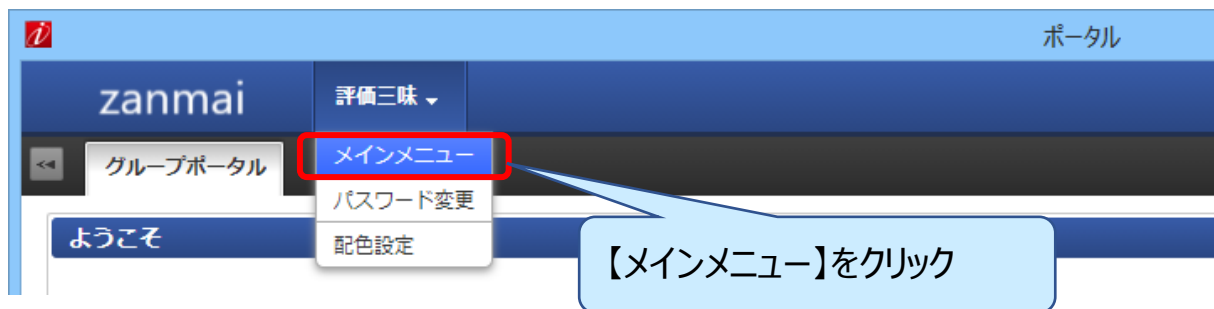 ポータル
zanmai
評価三昧
グループポータル
メインメニュー
パスワード変更
配色設定
ようこそ
【メインメニュー】をクリック